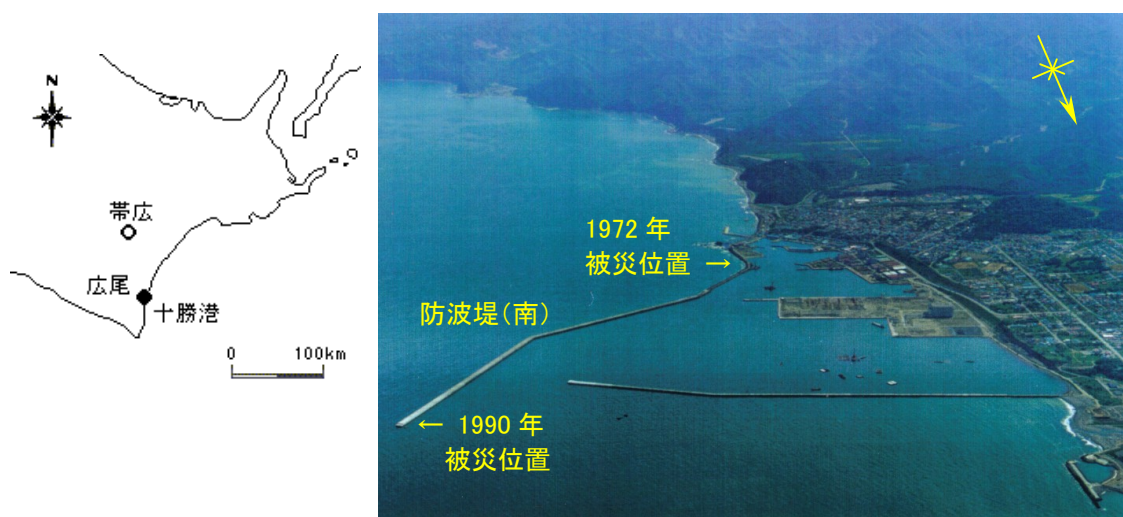 N
帯広
広尾
十勝港
0 100km
1972 年
被災位置 →
防波堤(南)
← 1990 年
被災位置